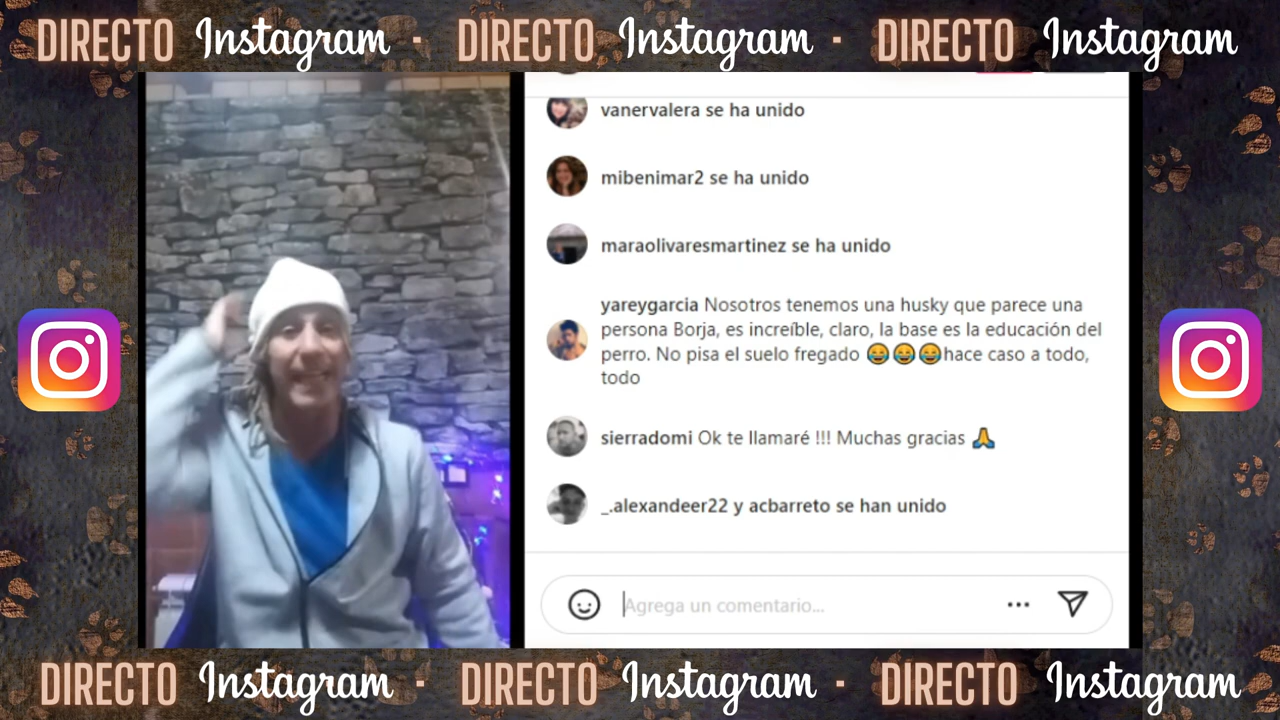 DIRECTO Instagram · DIRECTO Instagram · DIRECTO Instagram
vanervalera se ha unido
mibenimar2 se ha unido
maraolivaresmartinez se ha unido
yareygarcia Nosotros tenemos una husky que parece una
persona Borja, es increíble, claro, la base es la educación del
perro. No pisa el suelo fregado 😂😂😂hace caso a todo,
todo
sierradomi Ok te llamaré !!! Muchas gracias 🙏
_.alexandeer22 y acbarreto se han unido
Agrega un comentario...
DIRECTO Instagram · DIRECTO Instagram · DIRECTO Instagram